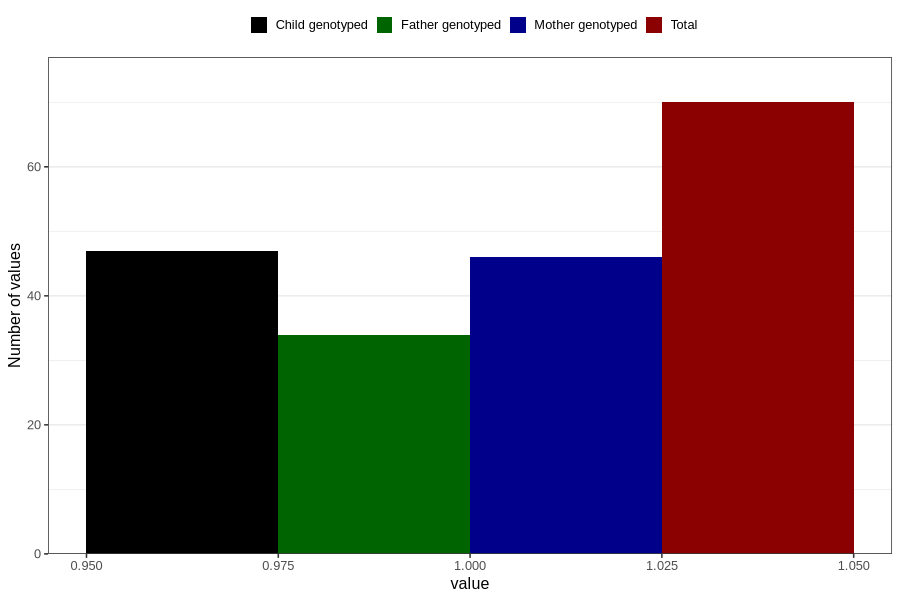 Child genotyped Father genotyped Mother genotyped Total
Number of values
60
40
20
0
0.950 0.975 1.000 1.025 1.050
value